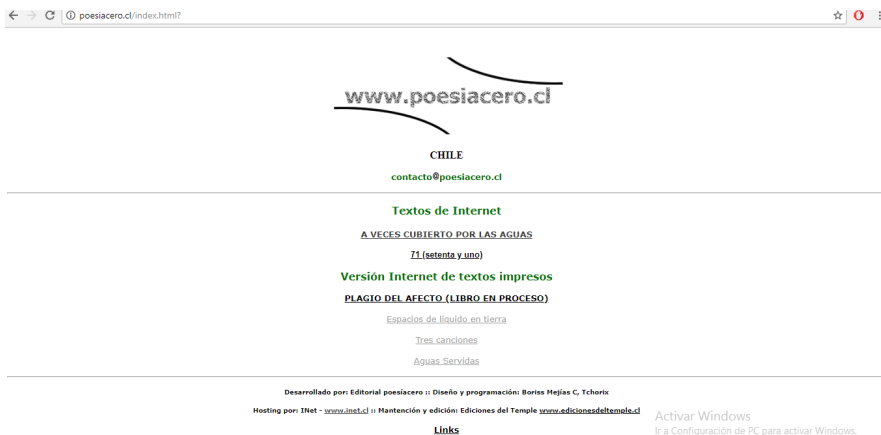 poesiacero.cl/index.html?
www.poesiacero.cl
CHILE
contacto@poesiacero.cl
Textos de Internet
A VECES CUBIERTO POR LAS AGUAS
71 (setenta y uno)
Versión Internet de textos impresos
PLAGIO DEL AFECTO (LIBRO EN PROCESO)
Espacios de líquido en tierra
Tres canciones
Aguas Servidas
Desarrollado por: Editorial poesíacero :: Diseño y programación: Boriss Mejías C, Tchorix
Hosting por: INet - www.inet.cl :: Mantención y edición: Ediciones del Temple www.edicionesdeltemple.cl
Links
Activar Windows
Ir a Configuración de PC para activar Windows.